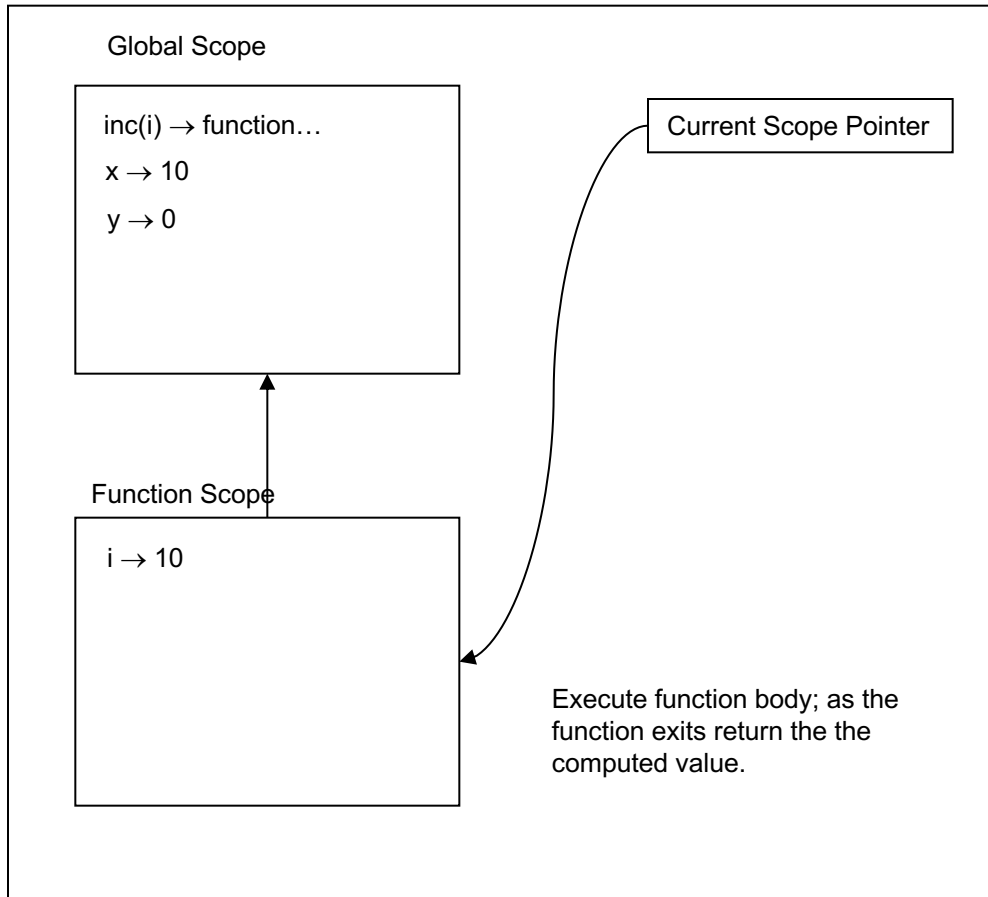 Global Scope
inc(i) → function…
x → 10
y → 0
Current Scope Pointer
Function Scope
i → 10
Execute function body; as the
function exits return the the
computed value.